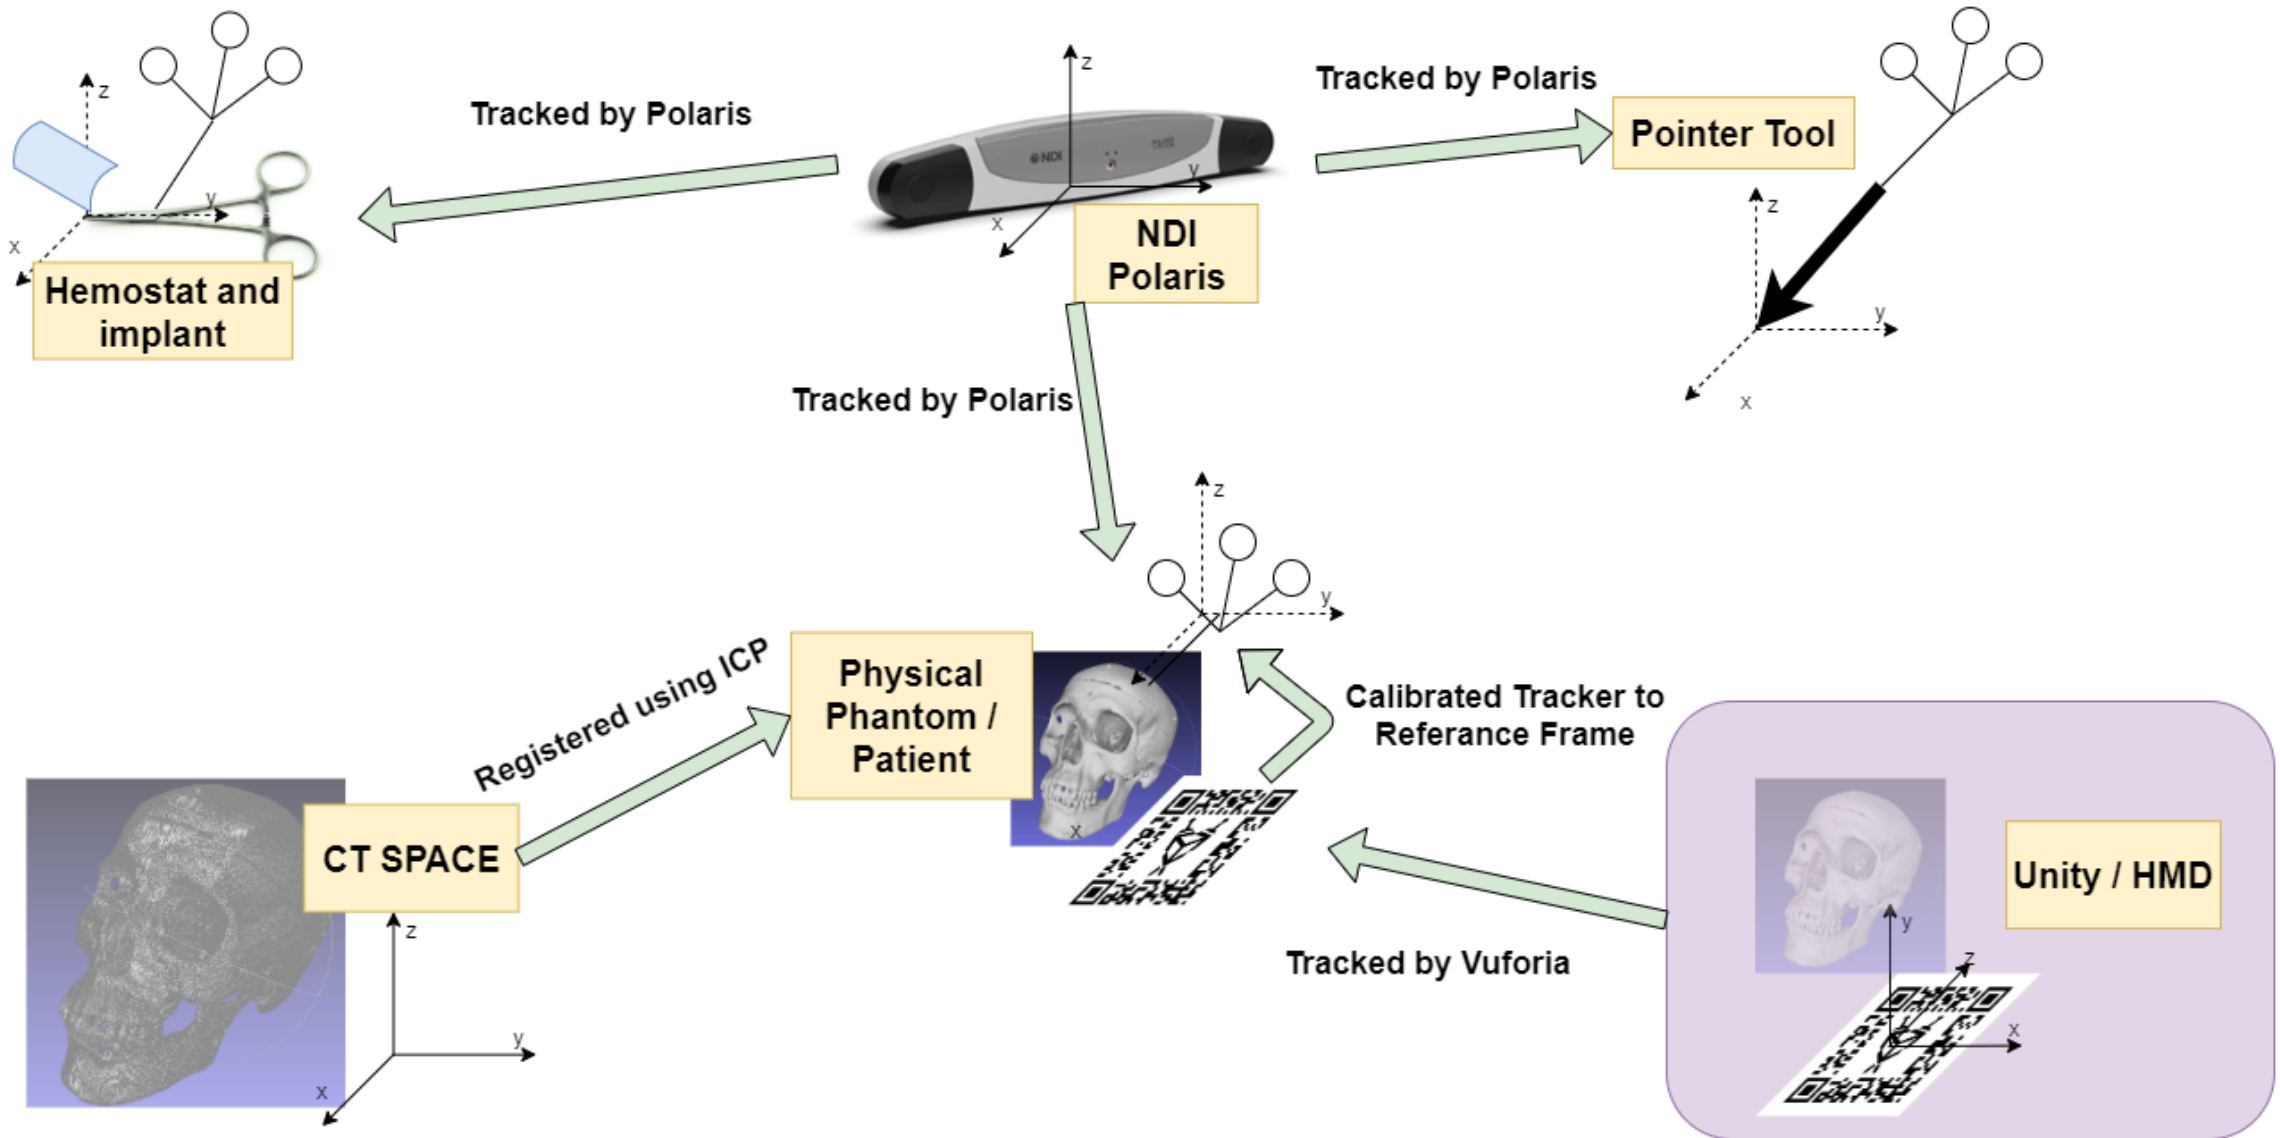 z
Tracked by Polaris
z
Tracked by Polaris
Pointer Tool
NDI
y
y
x
x
NDI
Polaris
z
Hemostat and
implant
y
x
Tracked by Polaris
z
y
Registered using ICP
Physical
Phantom /
Patient
Calibrated Tracker to
Referance Frame
x
CT SPACE
Unity / HMD
z
y
Tracked by Vuforia
z
x
y
x